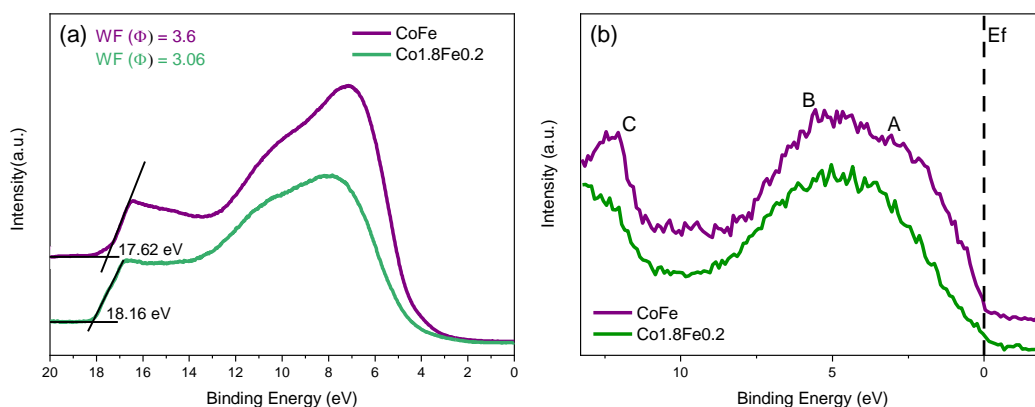 (a)
WF (Φ) = 3.6
WF (Φ) = 3.06
CoFe
Co1.8Fe0.2
17.62 eV
18.16 eV
Intensity(a.u.)
20 18 16 14 12 10 8 6 4 2 0
Binding Energy (eV)
(b)
Ef
C
B
A
CoFe
Co1.8Fe0.2
Intensity (a.u.)
10 5 0
Binding Energy (eV)